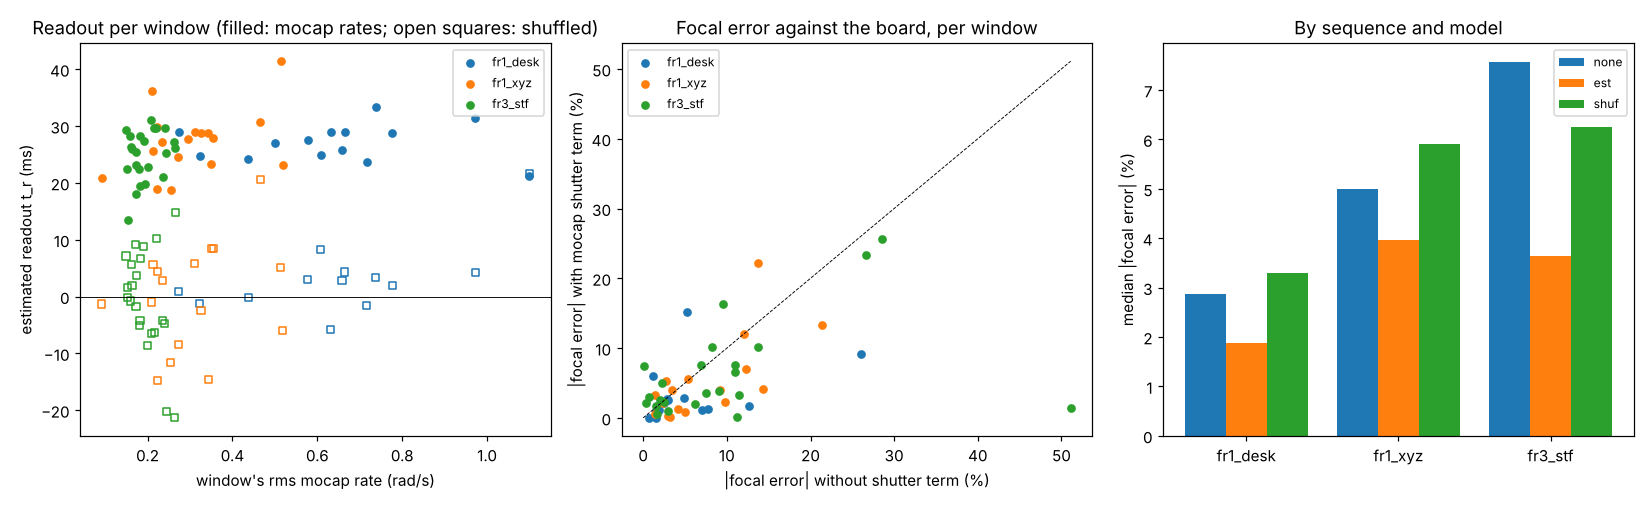 Readout per window (filled: mocap rates; open squares: shuffled)
estimated readout t_r (ms)
40
30
20
10
0
−10
−20
fr1_desk
fr1_xyz
fr3_stf
0.2
0.4
0.6
0.8
1.0
window's rms mocap rate (rad/s)
Focal error against the board, per window
|focal error| with mocap shutter term (%)
50
40
30
20
10
0
fr1_desk
fr1_xyz
fr3_stf
0
10
20
30
40
50
|focal error| without shutter term (%)
By sequence and model
median |focal error| (%)
7
6
5
4
3
2
1
0
none
est
shuf
fr1_desk
fr1_xyz
fr3_stf